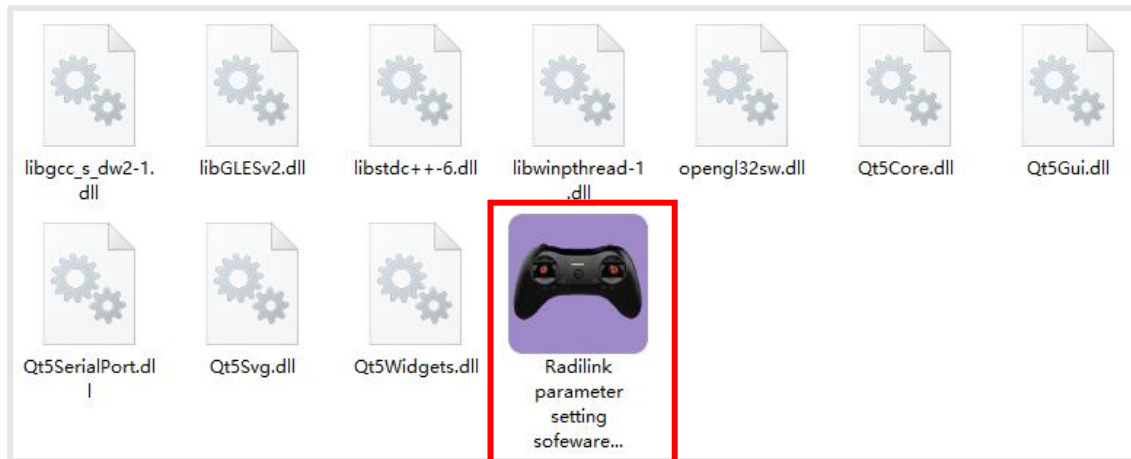 libgcc_s_dw2-1.
dll
libGLESv2.dll
libstdc++-6.dll
libwinpthread-1
.dll
opengl32sw.dll
Qt5Core.dll
Qt5Gui.dll
Qt5SerialPort.dl
l
Qt5Svg.dll
Qt5Widgets.dll
Radilink
parameter
setting
sofeware...